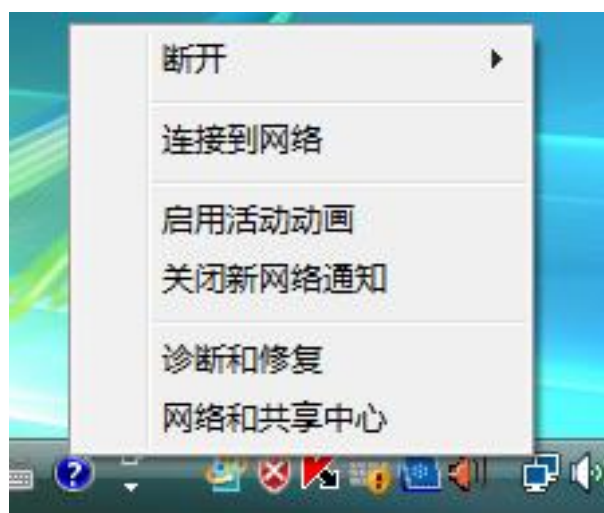 断开
连接到网络
启用活动动画
关闭新网络通知
诊断和修复
网络和共享中心